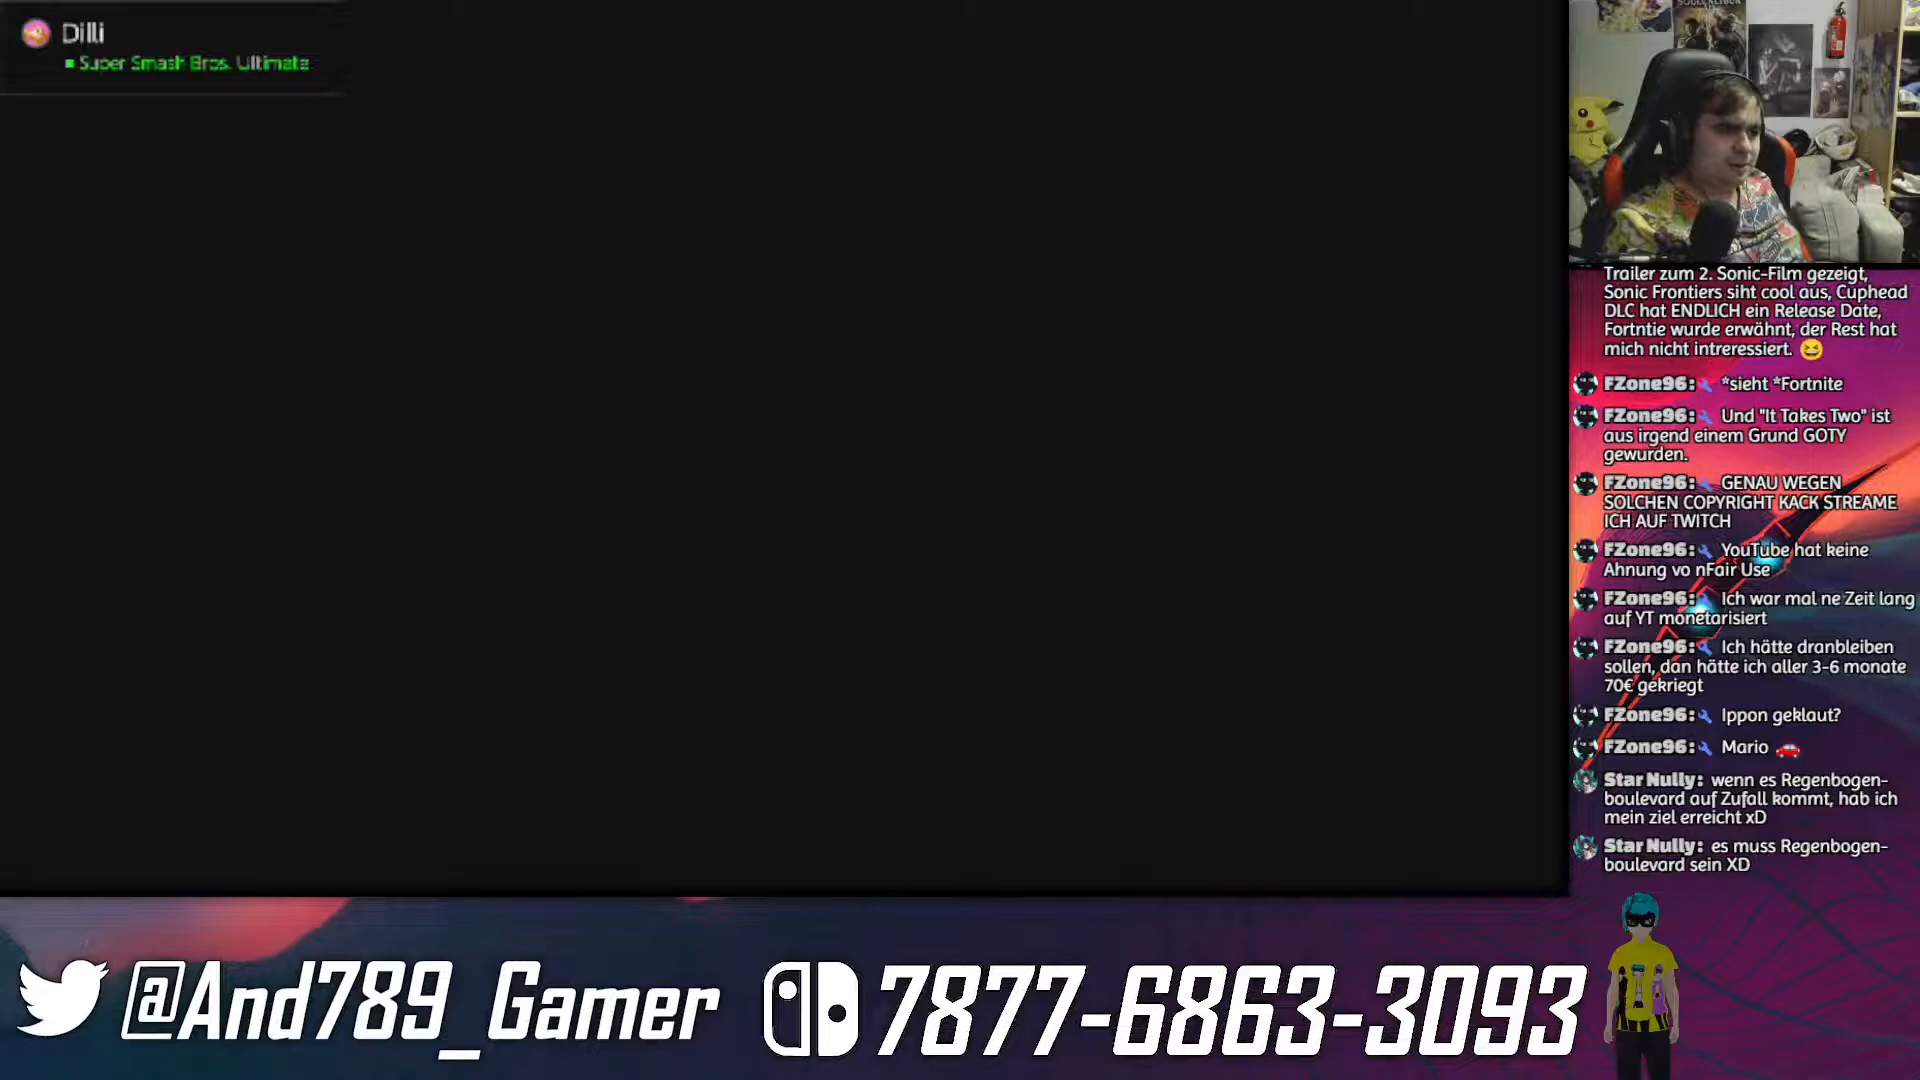 Dilli
Super Smash Bros. Ultimate
SOULCALIBUR
Trailer zum 2. Sonic-Film gezeigt,
Sonic Frontiers siht cool aus, Cuphead
DLC hat ENDLICH ein Release Date,
Fortntie wurde erwähnt, der Rest hat
mich nicht intreressiert. 😆
FZone96: *sieht *Fortnite
FZone96: Und "It Takes Two" ist
aus irgend einem Grund GOTY
gewurden.
FZone96: GENAU WEGEN
SOLCHEN COPYRIGHT KACK STREAME
ICH AUF TWITCH
FZone96: YouTube hat keine
Ahnung vo nFair Use
FZone96: Ich war mal ne Zeit lang
auf YT monetarisiert
FZone96: Ich hätte dranbleiben
sollen, dan hätte ich aller 3-6 monate
70€ gekriegt
FZone96: Ippon geklaut?
FZone96: Mario 🚗
Star Nully: wenn es Regenbogen-
boulevard auf Zufall kommt, hab ich
mein ziel erreicht xD
Star Nully: es muss Regenbogen-
boulevard sein XD
@And789_Gamer
7877-6863-3093